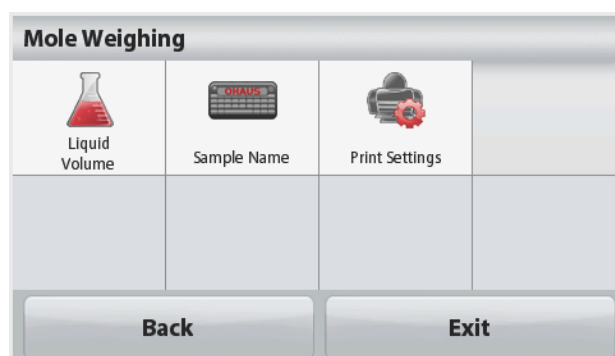 Mole Weighing
OHAUS
Liquid
Volume
Sample Name
Print Settings
Back
Exit